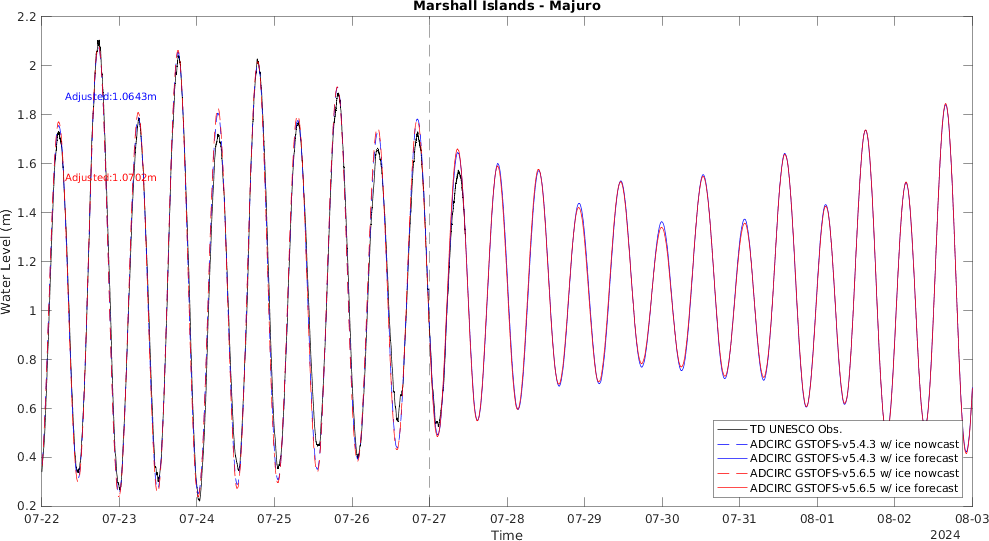 Marshall Islands - Majuro
2.2
2
1.8
1.6
1.4
1.2
1
0.8
0.6
0.4
0.2
Water Level (m)
Adjusted:1.0643m
Adjusted:1.0702m
TD UNESCO Obs.
ADCIRC GSTOFS-v5.4.3 w/ ice nowcast
ADCIRC GSTOFS-v5.4.3 w/ ice forecast
ADCIRC GSTOFS-v5.6.5 w/ ice nowcast
ADCIRC GSTOFS-v5.6.5 w/ ice forecast
07-22 07-23 07-24 07-25 07-26 07-27 07-28 07-29 07-30 07-31 08-01 08-02 08-03
Time
2024